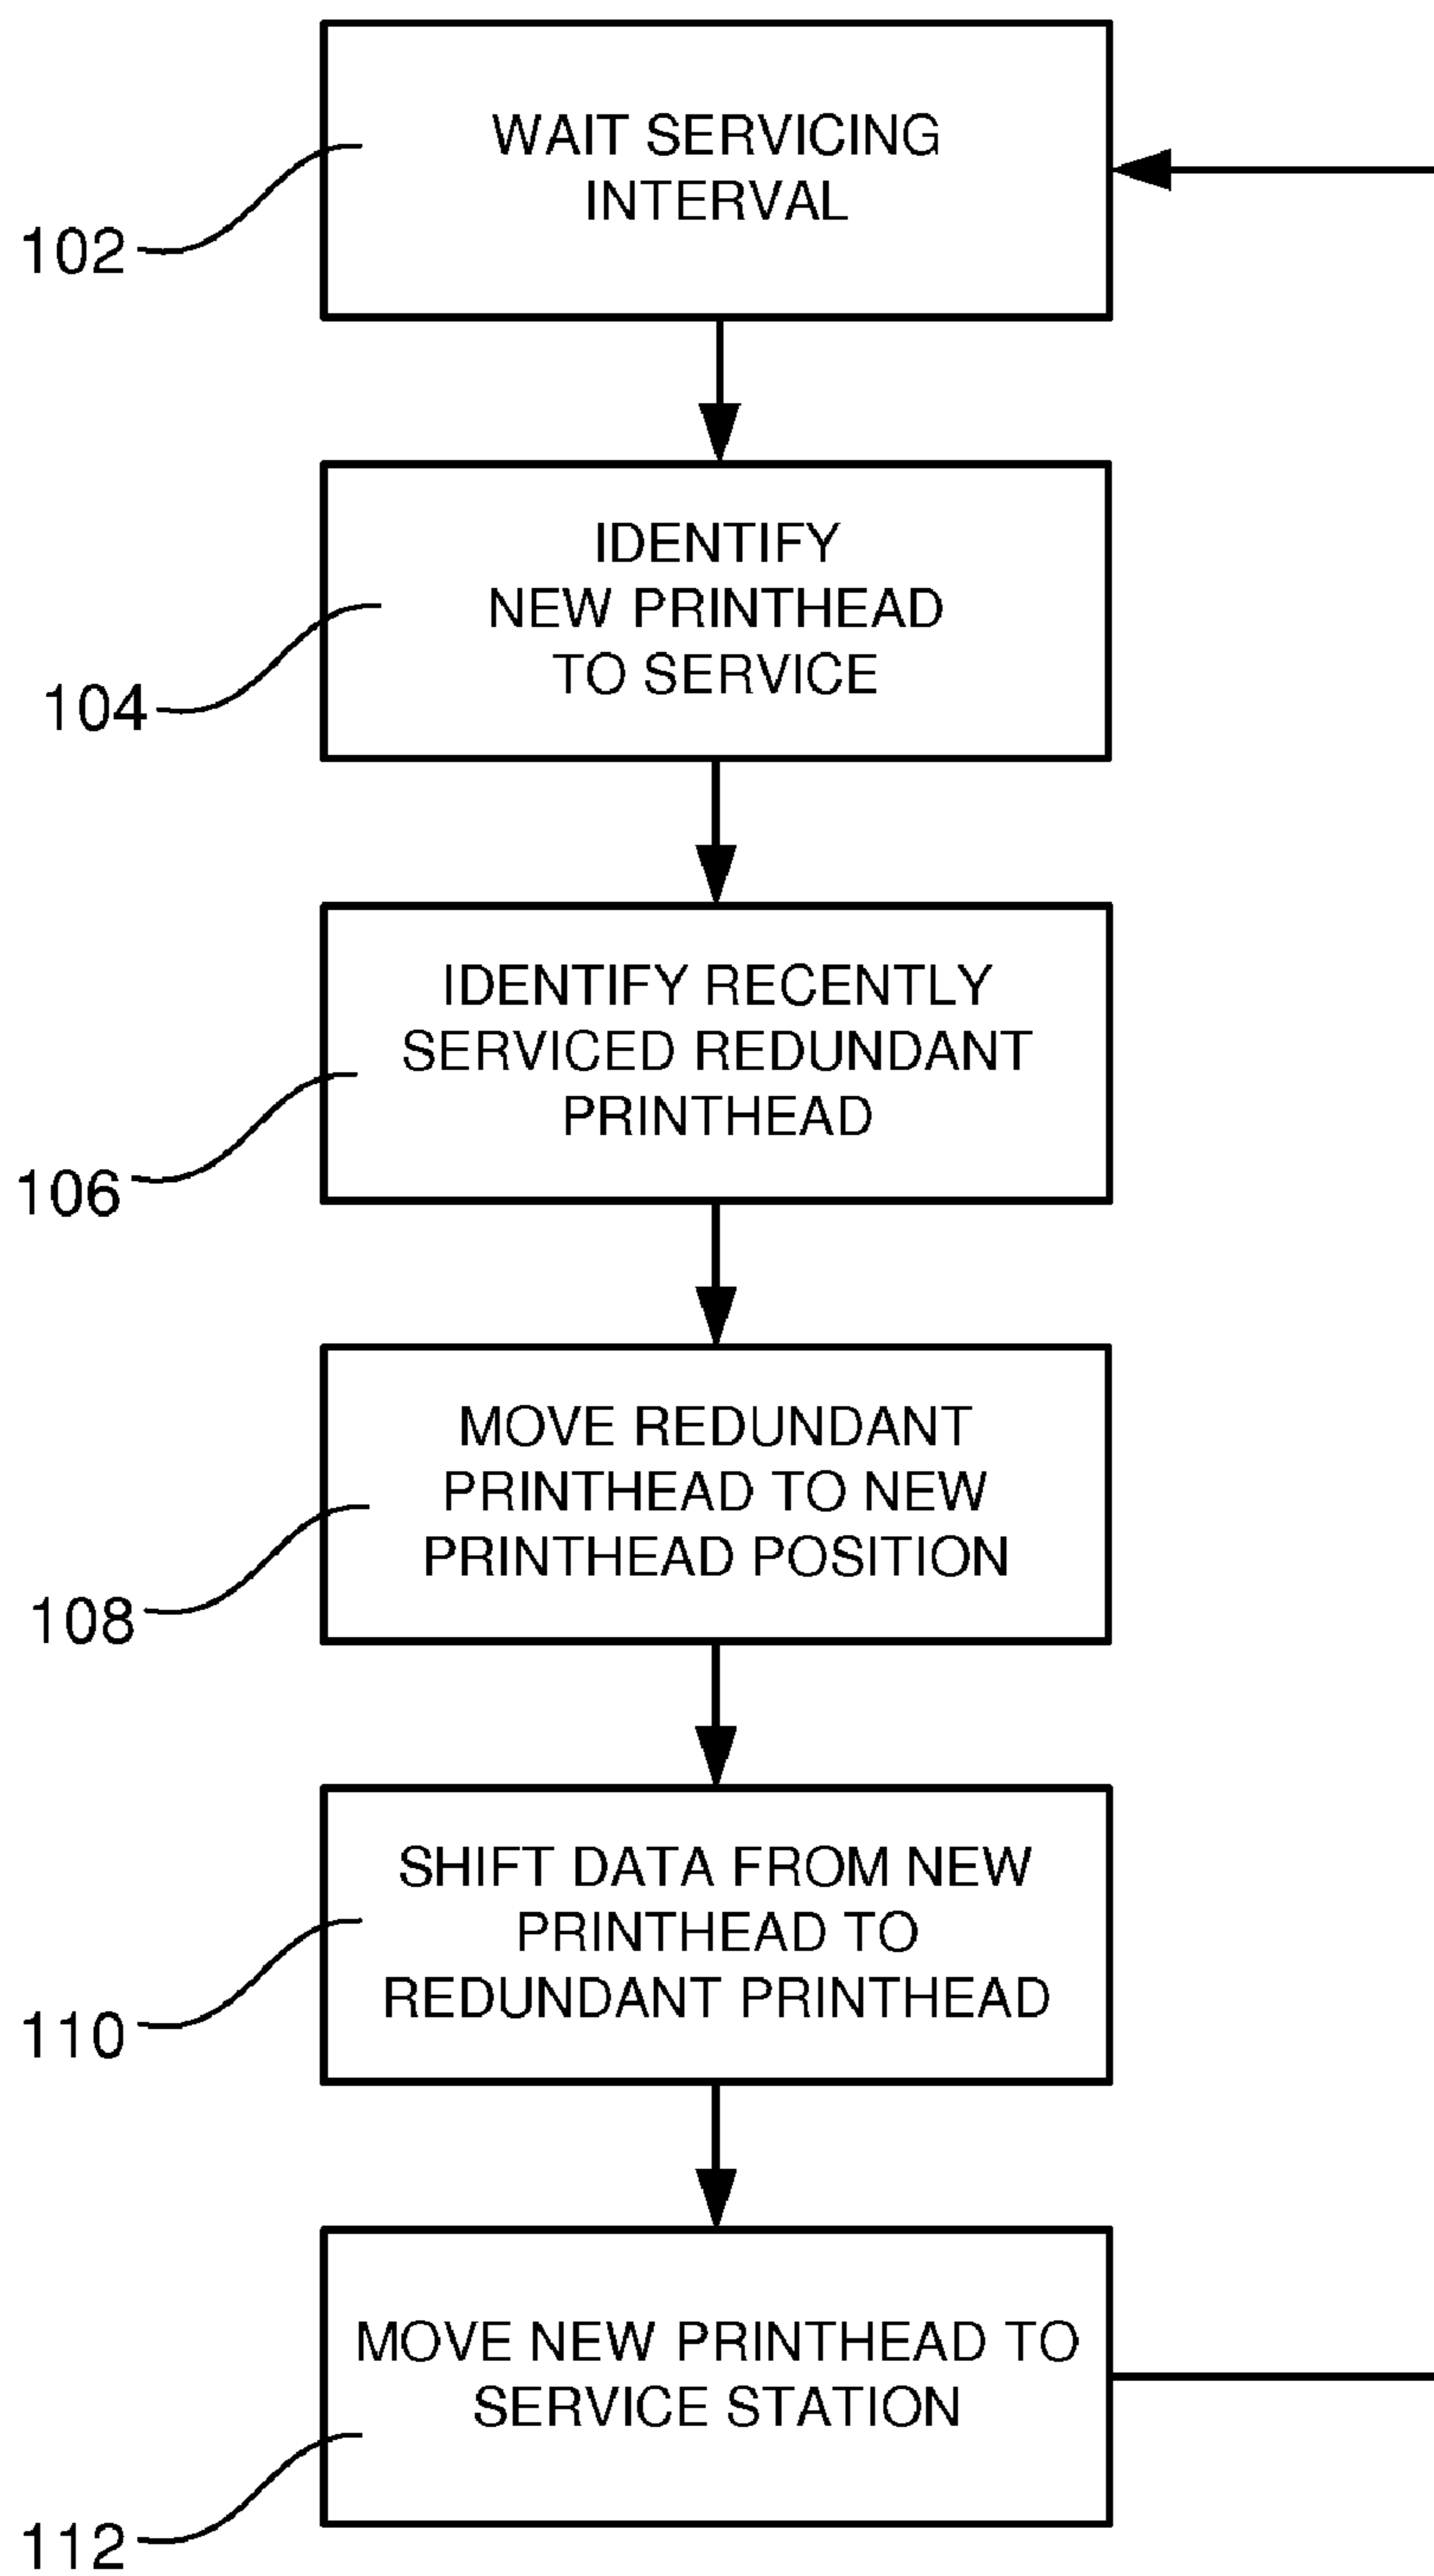 WAIT SERVICING
INTERVAL
102
IDENTIFY
NEW PRINTHEAD
TO SERVICE
104
IDENTIFY RECENTLY
SERVICED REDUNDANT
PRINTHEAD
106
MOVE REDUNDANT
PRINTHEAD TO NEW
PRINTHEAD POSITION
108
SHIFT DATA FROM NEW
PRINTHEAD TO
REDUNDANT PRINTHEAD
110
MOVE NEW PRINTHEAD TO
SERVICE STATION
112